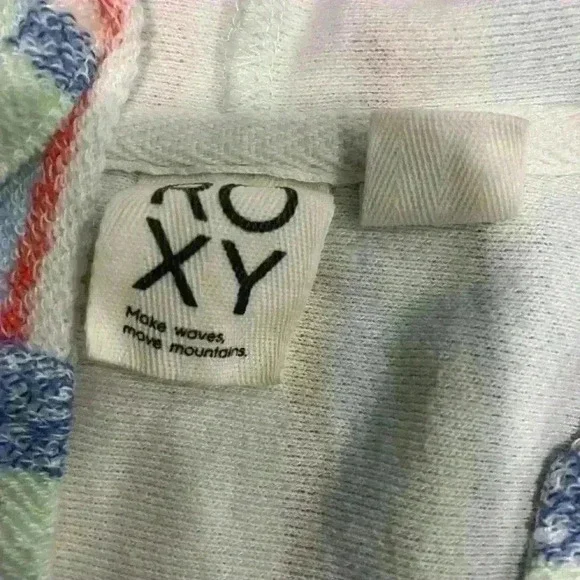 RO
XY
Make waves,
move mountains.